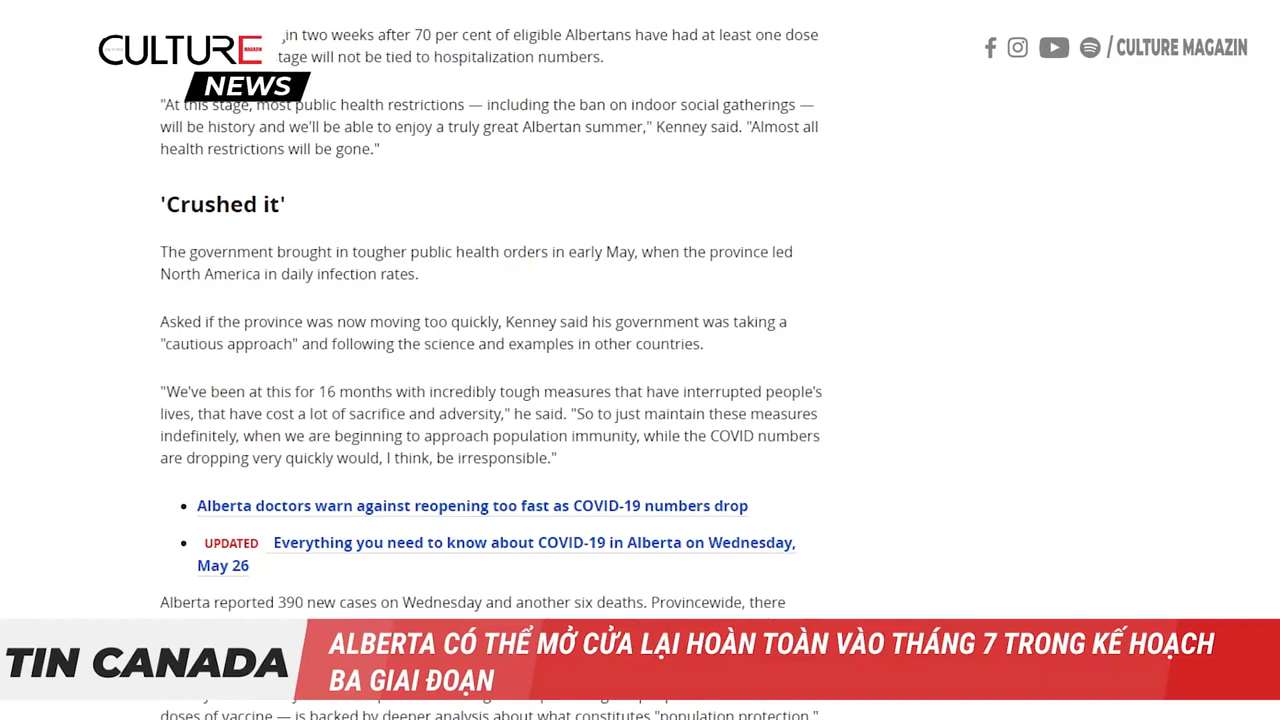 CULTURE
MAGAZIN
NEWS
/ CULTURE MAGAZIN
in two weeks after 70 per cent of eligible Albertans have had at least one dose
tage will not be tied to hospitalization numbers.
"At this stage, most public health restrictions — including the ban on indoor social gatherings —
will be history and we'll be able to enjoy a truly great Albertan summer," Kenney said. "Almost all
health restrictions will be gone."
'Crushed it'
The government brought in tougher public health orders in early May, when the province led
North America in daily infection rates.
Asked if the province was now moving too quickly, Kenney said his government was taking a
"cautious approach" and following the science and examples in other countries.
"We've been at this for 16 months with incredibly tough measures that have interrupted people's
lives, that have cost a lot of sacrifice and adversity," he said. "So to just maintain these measures
indefinitely, when we are beginning to approach population immunity, while the COVID numbers
are dropping very quickly would, I think, be irresponsible."
• Alberta doctors warn against reopening too fast as COVID-19 numbers drop
• UPDATED Everything you need to know about COVID-19 in Alberta on Wednesday,
May 26
Alberta reported 390 new cases on Wednesday and another six deaths. Provincewide, there
TIN CANADA
ALBERTA CÓ THỂ MỞ CỬA LẠI HOÀN TOÀN VÀO THÁNG 7 TRONG KẾ HOẠCH
BA GIAI ĐOẠN
doses of vaccine — is backed by deeper analysis about what constitutes "population protection."